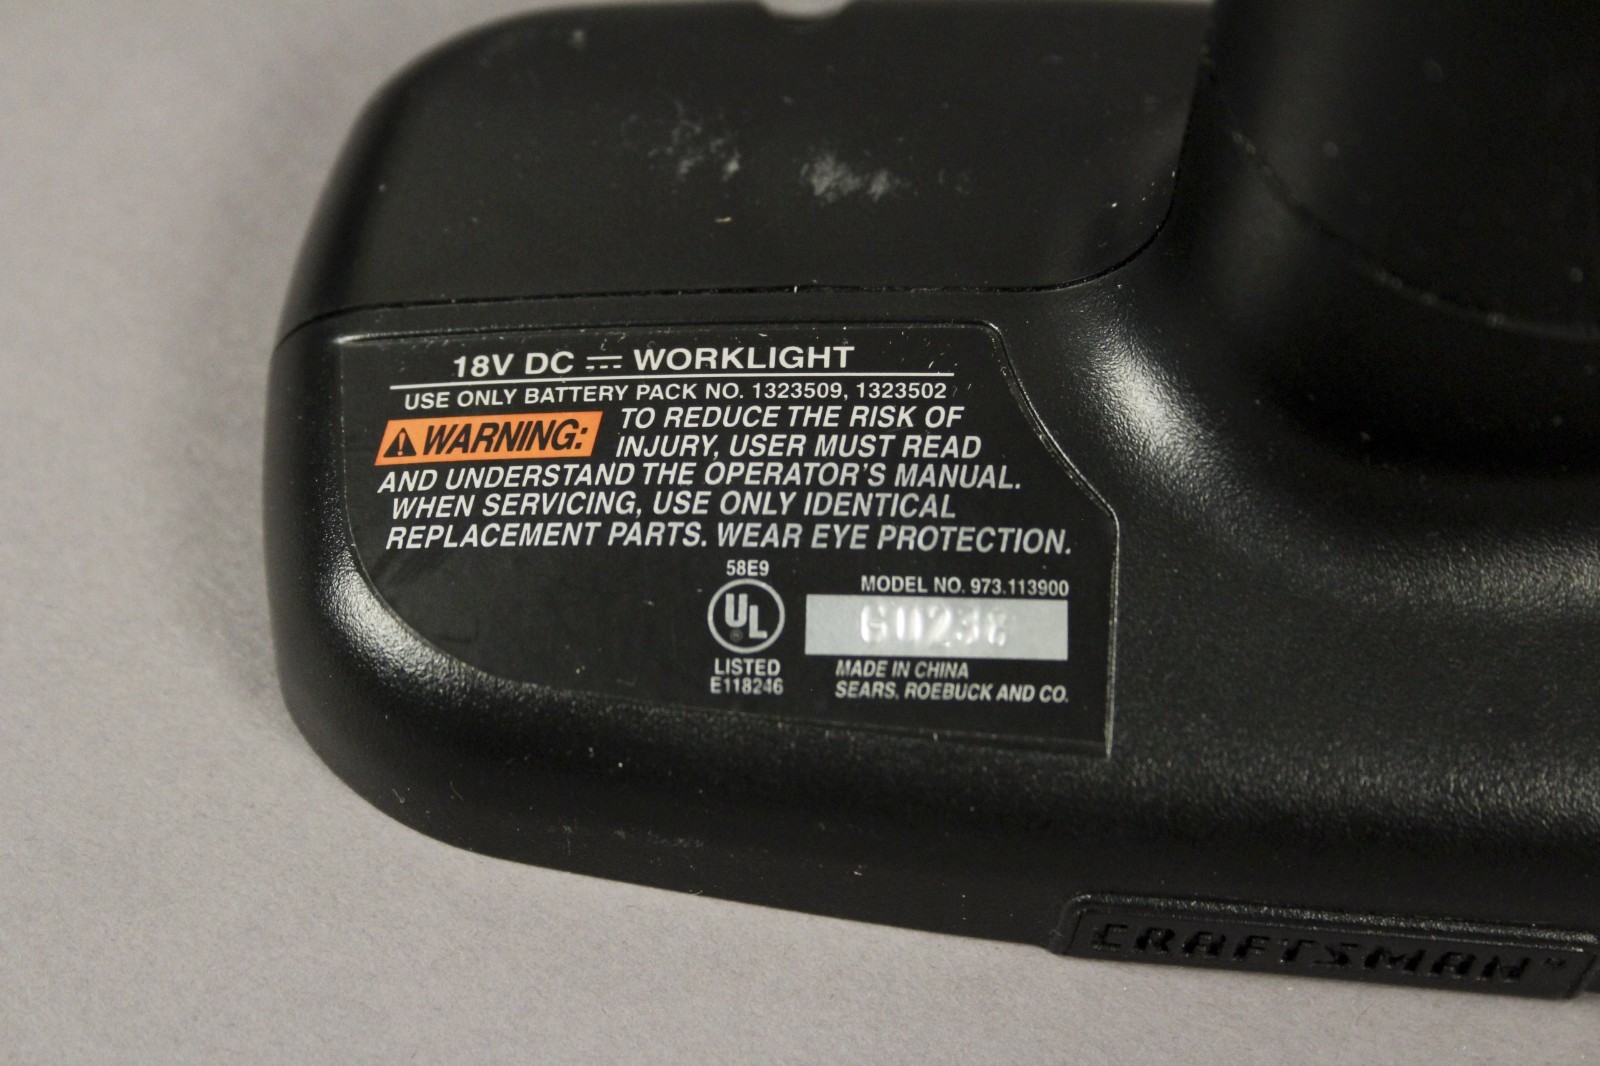 18V DC ⎓ WORKLIGHT
USE ONLY BATTERY PACK NO. 1323509, 1323502
⚠ WARNING: TO REDUCE THE RISK OF
INJURY, USER MUST READ
AND UNDERSTAND THE OPERATOR'S MANUAL.
WHEN SERVICING, USE ONLY IDENTICAL
REPLACEMENT PARTS. WEAR EYE PROTECTION.
58E9
UL
LISTED
E118246
MODEL NO. 973.113900
MADE IN CHINA
SEARS, ROEBUCK AND CO.
CRAFTSMAN™